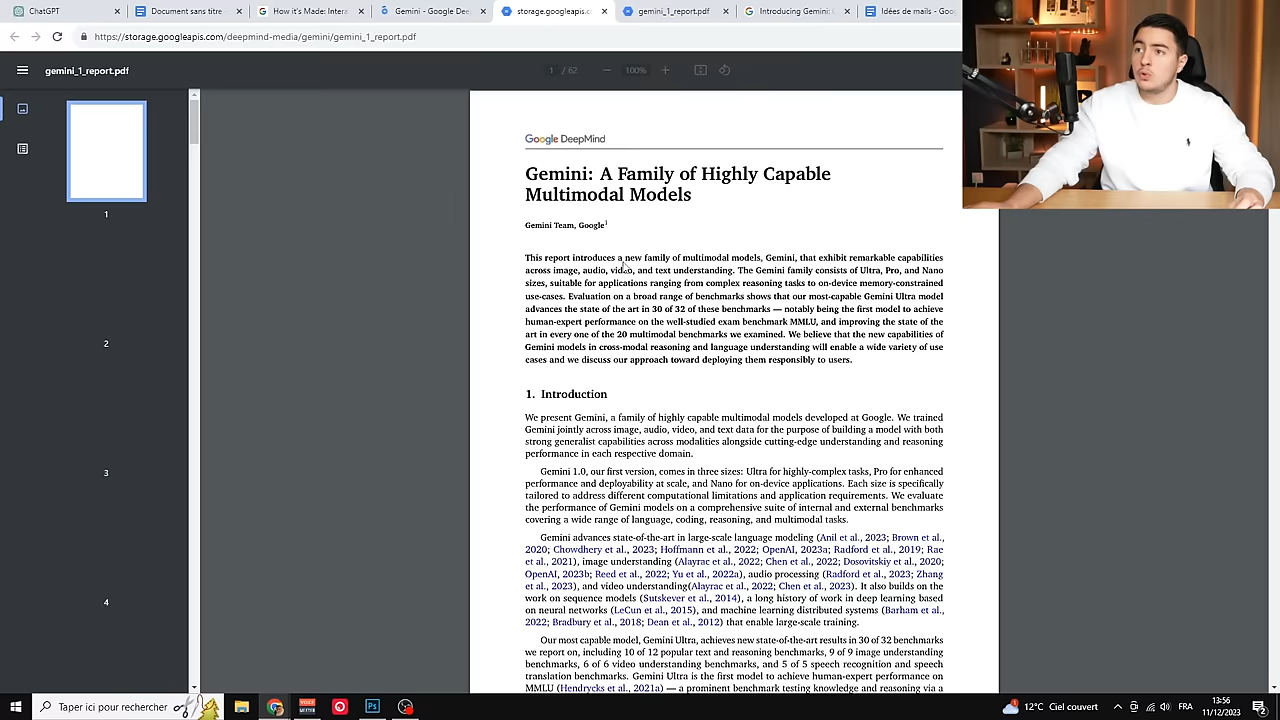 ChatGPT
How it's Made: Intera
Gemini - Google Dee
storage.googleapis.c
gemini_1_report.pdf
Introducing Gemini: G
Idées de mails - Goo
https://storage.googleapis.com/deepmind-media/gemini/gemini_1_report.pdf
gemini_1_report.pdf
1 / 62
100%
1
2
3
4
Google DeepMind
Gemini: A Family of Highly Capable
Multimodal Models
Gemini Team, Google1
This report introduces a new family of multimodal models, Gemini, that exhibit remarkable capabilities
across image, audio, video, and text understanding. The Gemini family consists of Ultra, Pro, and Nano
sizes, suitable for applications ranging from complex reasoning tasks to on-device memory-constrained
use-cases. Evaluation on a broad range of benchmarks shows that our most-capable Gemini Ultra model
advances the state of the art in 30 of 32 of these benchmarks — notably being the first model to achieve
human-expert performance on the well-studied exam benchmark MMLU, and improving the state of the
art in every one of the 20 multimodal benchmarks we examined. We believe that the new capabilities of
Gemini models in cross-modal reasoning and language understanding will enable a wide variety of use
cases and we discuss our approach toward deploying them responsibly to users.
1. Introduction
We present Gemini, a family of highly capable multimodal models developed at Google. We trained
Gemini jointly across image, audio, video, and text data for the purpose of building a model with both
strong generalist capabilities across modalities alongside cutting-edge understanding and reasoning
performance in each respective domain.
Gemini 1.0, our first version, comes in three sizes: Ultra for highly-complex tasks, Pro for enhanced
performance and deployability at scale, and Nano for on-device applications. Each size is specifically
tailored to address different computational limitations and application requirements. We evaluate
the performance of Gemini models on a comprehensive suite of internal and external benchmarks
covering a wide range of language, coding, reasoning, and multimodal tasks.
Gemini advances state-of-the-art in large-scale language modeling (Anil et al., 2023; Brown et al.,
2020; Chowdhery et al., 2023; Hoffmann et al., 2022; OpenAI, 2023a; Radford et al., 2019; Rae
et al., 2021), image understanding (Alayrac et al., 2022; Chen et al., 2022; Dosovitskiy et al., 2020;
OpenAI, 2023b; Reed et al., 2022; Yu et al., 2022a), audio processing (Radford et al., 2023; Zhang
et al., 2023), and video understanding(Alayrac et al., 2022; Chen et al., 2023). It also builds on the
work on sequence models (Sutskever et al., 2014), a long history of work in deep learning based
on neural networks (LeCun et al., 2015), and machine learning distributed systems (Barham et al.,
2022; Bradbury et al., 2018; Dean et al., 2012) that enable large-scale training.
Our most capable model, Gemini Ultra, achieves new state-of-the-art results in 30 of 32 benchmarks
we report on, including 10 of 12 popular text and reasoning benchmarks, 9 of 9 image understanding
benchmarks, 6 of 6 video understanding benchmarks, and 5 of 5 speech recognition and speech
translation benchmarks. Gemini Ultra is the first model to achieve human-expert performance on
MMLU (Hendrycks et al., 2021a) — a prominent benchmark testing knowledge and reasoning via a
Taper ici pour rechercher
12°C Ciel couvert
FRA
13:56
11/12/2023